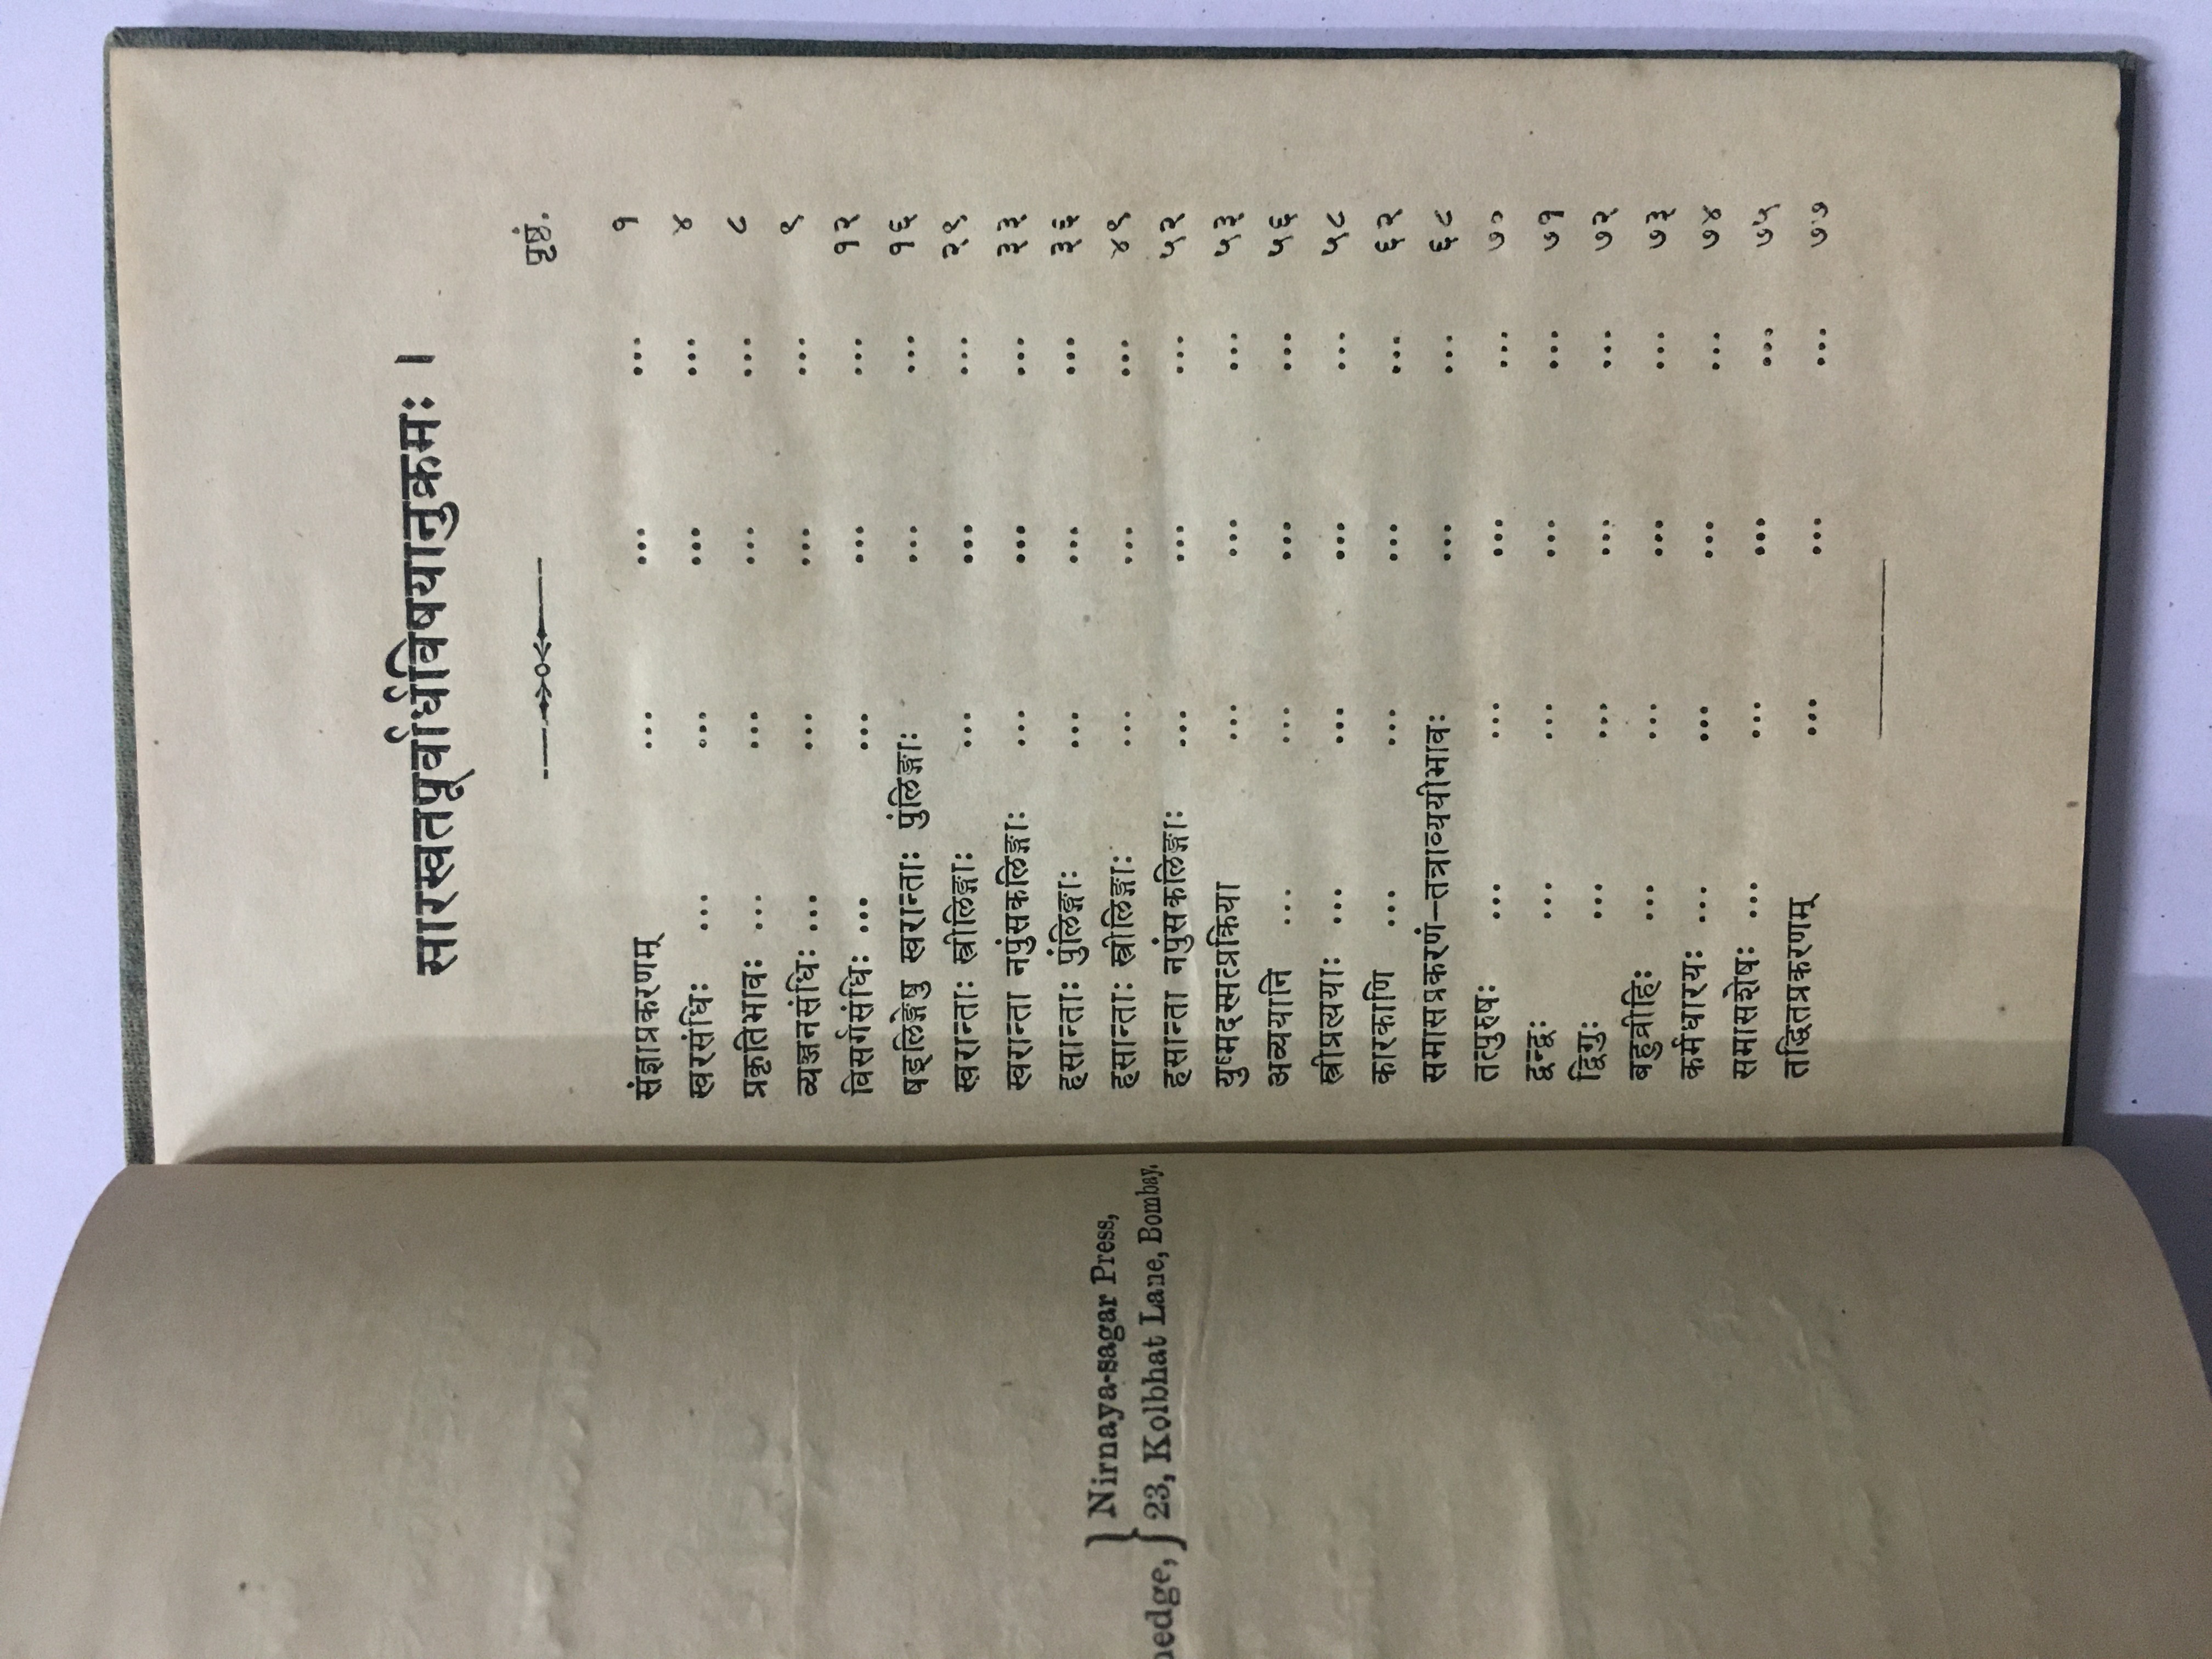 } Nirnaya-sagar Press,
} 23, Kolbhat Lane, Bombay.
सारस्वतपूर्वार्धविषयानुक्रमः ।
पृष्ठं.
संज्ञाप्रकरणम् ... ... ... १
स्वरसंधिः ... ... ... ... ४
प्रकृतिभावः ... ... ... ... ८
व्यञ्जनसंधिः ... ... ... ... ९
विसर्गसंधिः ... ... ... ... १२
षड्लिङ्गेषु स्वरान्ताः पुंलिङ्गाः ... ... १६
स्वरान्ताः स्त्रीलिङ्गाः ... ... ... २९
स्वरान्ता नपुंसकलिङ्गाः ... ... ... ३३
हसान्ताः पुंलिङ्गाः ... ... ... ३६
हसान्ताः स्त्रीलिङ्गाः ... ... ... ४९
हसान्ता नपुंसकलिङ्गाः ... ... ... ५२
युष्मदस्मत्प्रक्रिया ... ... ... ५३
अव्ययानि ... ... ... ... ५६
स्त्रीप्रत्ययाः ... ... ... ... ५८
कारकाणि ... ... ... ... ६२
समासप्रकरणं-तत्राव्ययीभावः ... ... ६८
तत्पुरुषः ... ... ... ... ७०
द्वन्द्वः ... ... ... ... ७१
द्विगुः ... ... ... ... ७२
बहुव्रीहिः ... ... ... ... ७३
कर्मधारयः ... ... ... ... ७४
समासशेषः ... ... ... ... ७५
तद्धितप्रकरणम् ... ... ... ७७